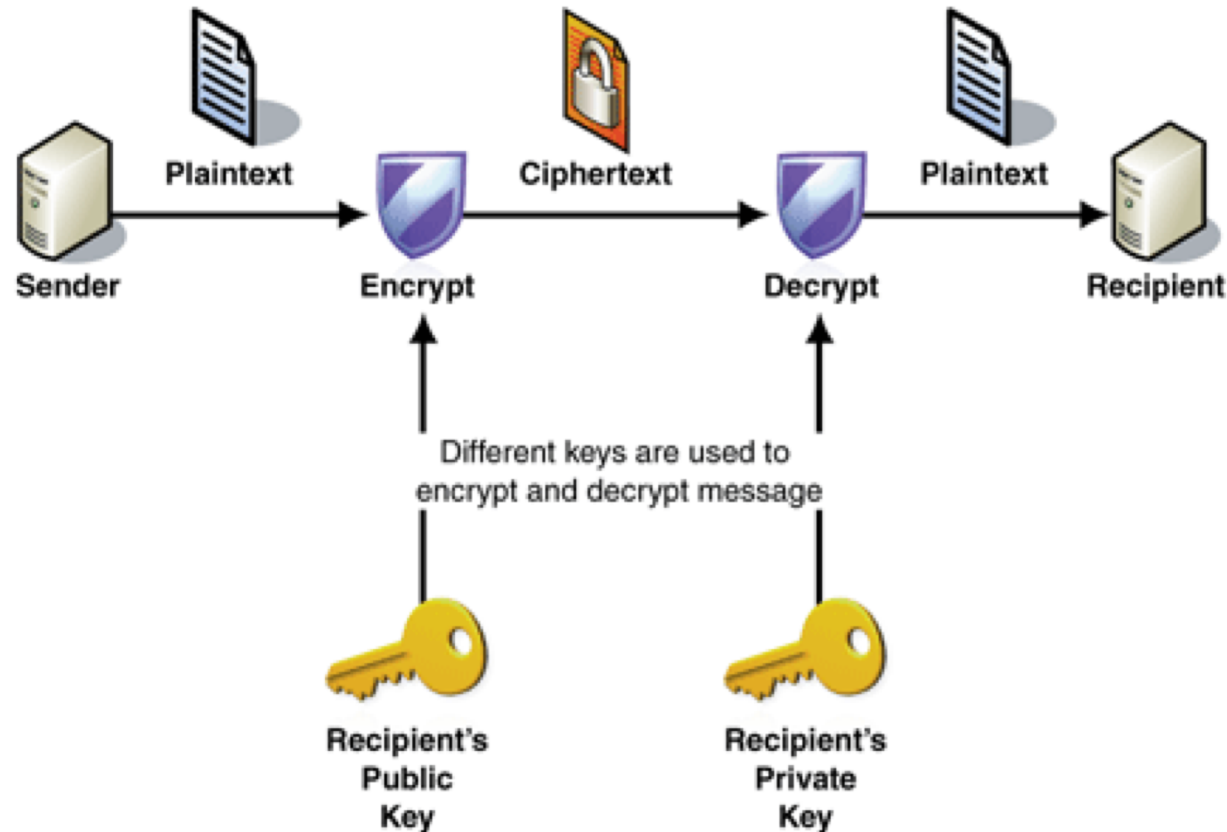 Plaintext
Ciphertext
Plaintext
Sender
Encrypt
Decrypt
Recipient
Different keys are used to
encrypt and decrypt message
Recipient's
Public
Key
Recipient's
Private
Key